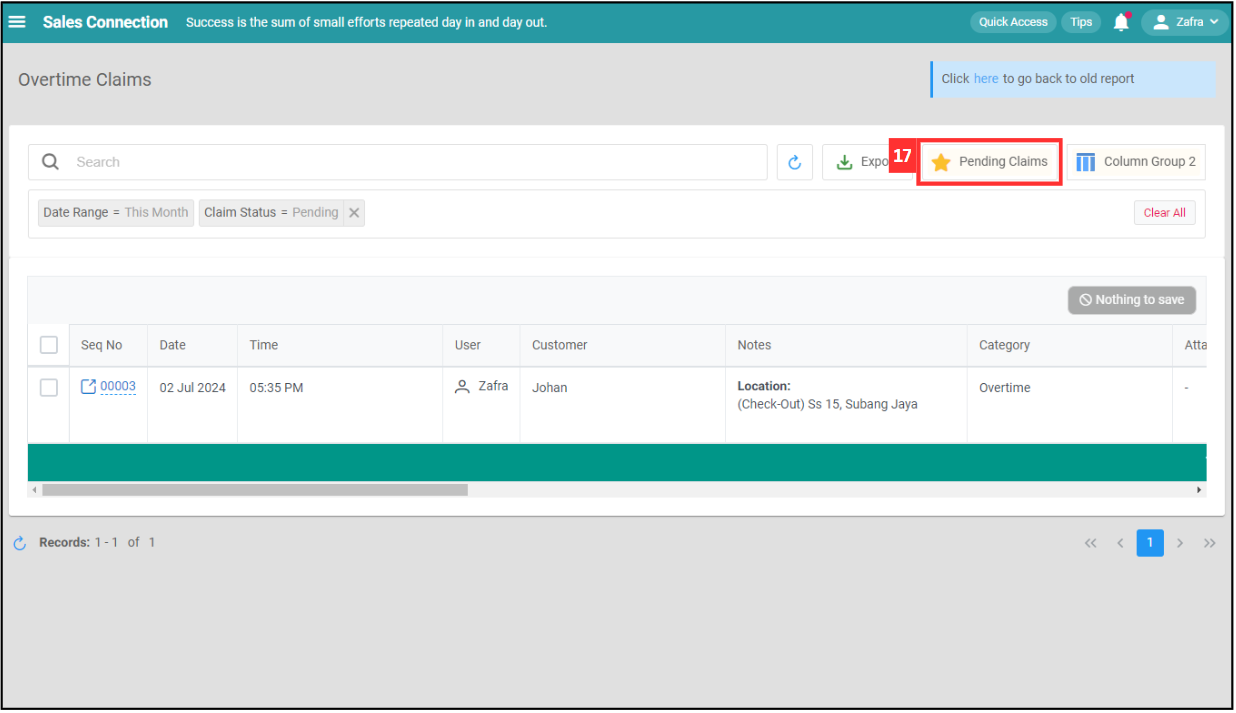 Sales Connection Success is the sum of small efforts repeated day in and day out. Quick Access Tips Zafra
Overtime Claims
Click here to go back to old report
Search Expo 17 Pending Claims Column Group 2
Date Range = This Month Claim Status = Pending Clear All
Nothing to save
Seq No Date Time User Customer Notes Category Atta
00003 02 Jul 2024 05:35 PM Zafra Johan Location: Overtime -
(Check-Out) Ss 15, Subang Jaya
Records: 1 - 1 of 1 1